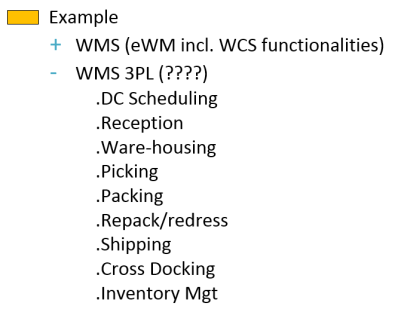 Example
+ WMS (eWM incl. WCS functionalities)
- WMS 3PL (????)
.DC Scheduling
.Reception
.Ware-housing
.Picking
.Packing
.Repack/redress
.Shipping
.Cross Docking
.Inventory Mgt